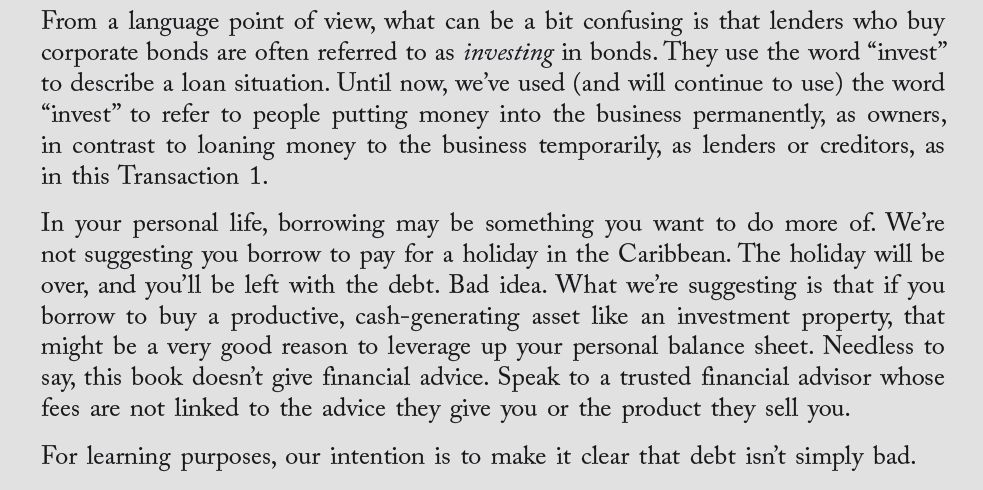 From a language point of view, what can be a bit confusing is that lenders who buy
corporate bonds are often referred to as investing in bonds. They use the word “invest”
to describe a loan situation. Until now, we’ve used (and will continue to use) the word
“invest” to refer to people putting money into the business permanently, as owners,
in contrast to loaning money to the business temporarily, as lenders or creditors, as
in this Transaction 1.
In your personal life, borrowing may be something you want to do more of. We’re
not suggesting you borrow to pay for a holiday in the Caribbean. The holiday will be
over, and you’ll be left with the debt. Bad idea. What we’re suggesting is that if you
borrow to buy a productive, cash-generating asset like an investment property, that
might be a very good reason to leverage up your personal balance sheet. Needless to
say, this book doesn’t give financial advice. Speak to a trusted financial advisor whose
fees are not linked to the advice they give you or the product they sell you.
For learning purposes, our intention is to make it clear that debt isn’t simply bad.